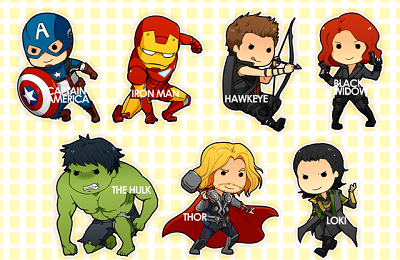 A
CAPTAIN
AMERICA
IRON MAN
HAWKEYE
BLACK
WIDOW
THE HULK
THOR
LOKI